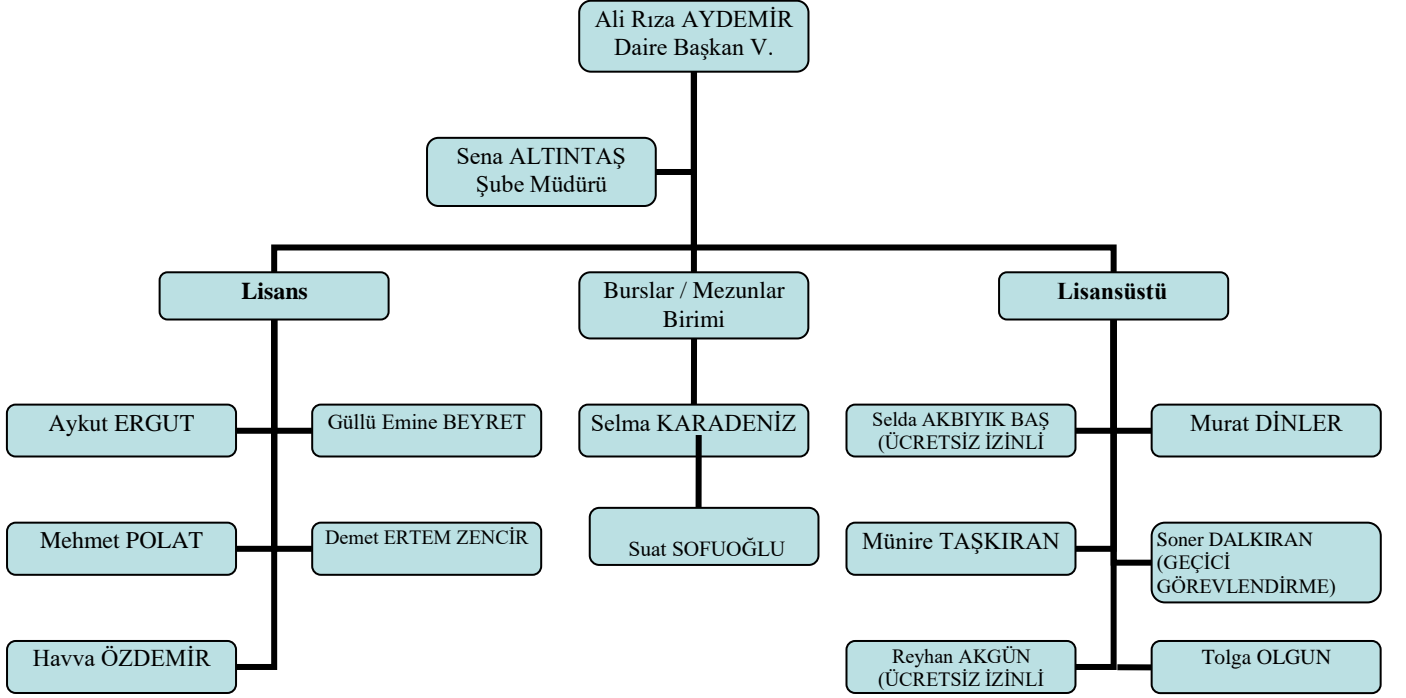 Ali Rıza AYDEMİR
Daire Başkan V.
Sena ALTINTAŞ
Şube Müdürü
Lisans
Burslar / Mezunlar
Birimi
Lisansüstü
Aykut ERGUT
Güllü Emine BEYRET
Selma KARADENİZ
Selda AKBIYIK BAŞ
(ÜCRETSİZ İZİNLİ
Murat DİNLER
Mehmet POLAT
Demet ERTEM ZENCİR
Suat SOFUOĞLU
Münire TAŞKIRAN
Soner DALKIRAN
(GEÇİCİ
GÖREVLENDİRME)
Havva ÖZDEMİR
Reyhan AKGÜN
(ÜCRETSİZ İZİNLİ
Tolga OLGUN